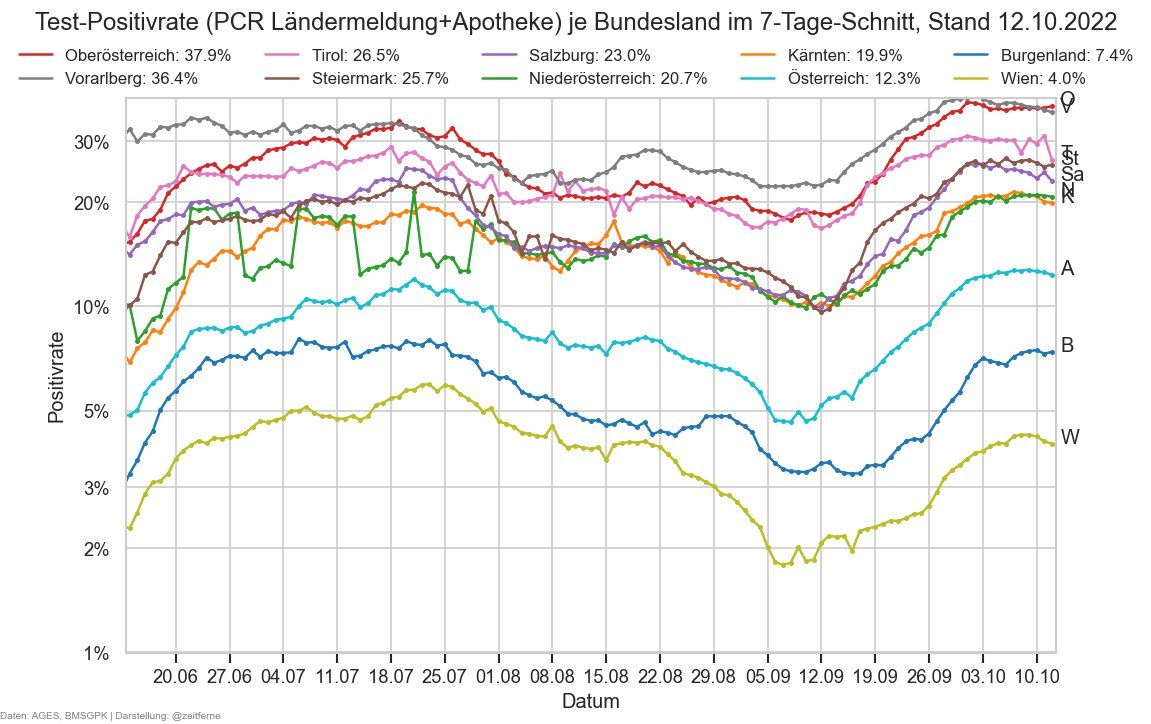 Test-Positivrate (PCR Ländermeldung+Apotheke) je Bundesland im 7-Tage-Schnitt, Stand 12.10.2022
Oberösterreich: 37.9% Tirol: 26.5% Salzburg: 23.0% Kärnten: 19.9% Burgenland: 7.4%
Vorarlberg: 36.4% Steiermark: 25.7% Niederösterreich: 20.7% Österreich: 12.3% Wien: 4.0%
O
V
30%
T
St
Sa
N
K
20%
A
10%
B
Positivrate
5%
W
3%
2%
1%
20.06 27.06 04.07 11.07 18.07 25.07 01.08 08.08 15.08 22.08 29.08 05.09 12.09 19.09 26.09 03.10 10.10
Datum
Daten: AGES, BMSGPK | Darstellung: @zeitferne